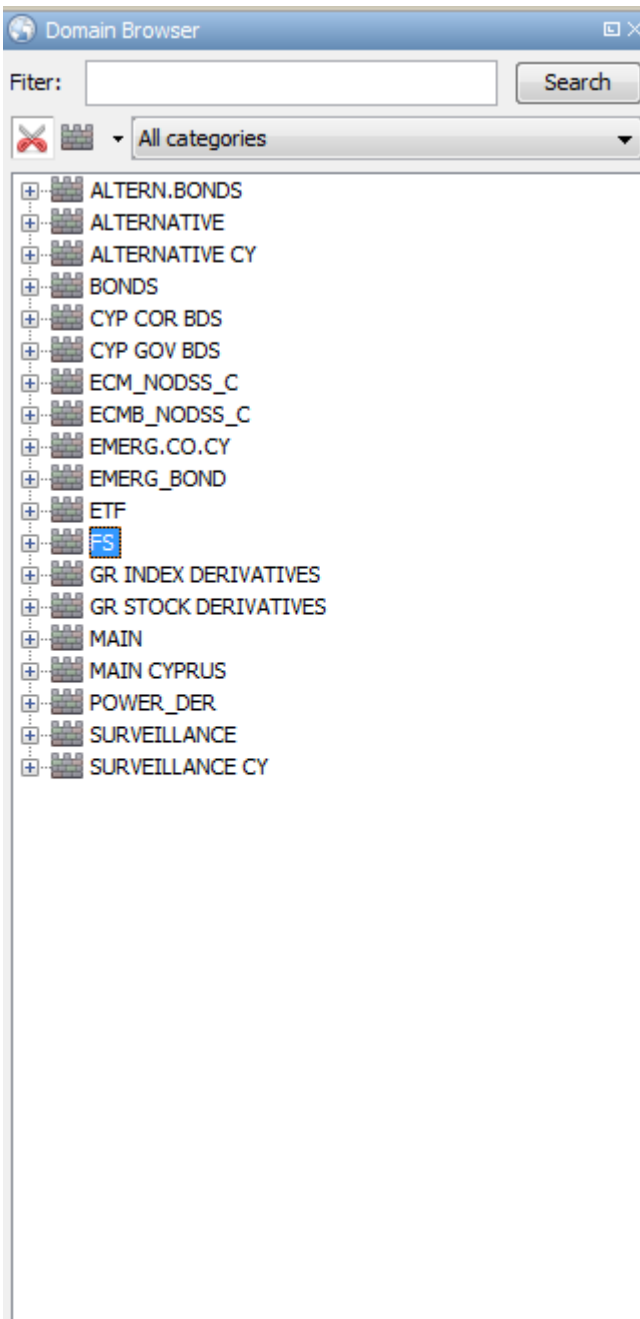 Domain Browser
Fiter:
Search
All categories
ALTERN.BONDS
ALTERNATIVE
ALTERNATIVE CY
BONDS
CYP COR BDS
CYP GOV BDS
ECM_NODSS_C
ECMB_NODSS_C
EMERG.CO.CY
EMERG_BOND
ETF
FS
GR INDEX DERIVATIVES
GR STOCK DERIVATIVES
MAIN
MAIN CYPRUS
POWER_DER
SURVEILLANCE
SURVEILLANCE CY